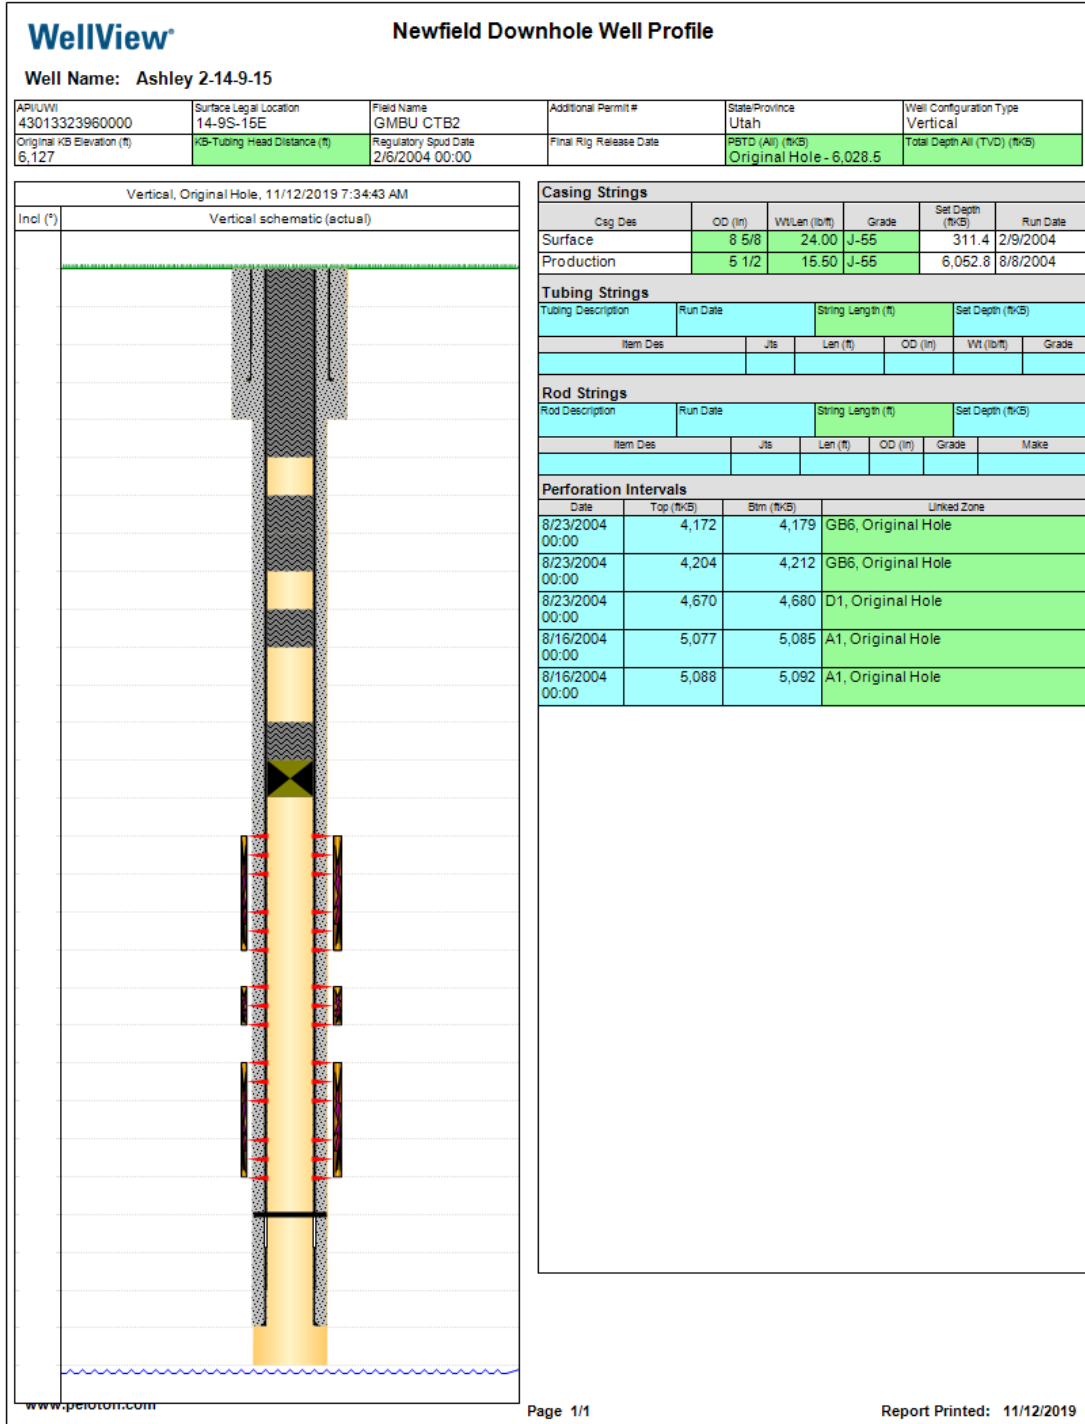 WellView®
Newfield Downhole Well Profile
Well Name: Ashley 2-14-9-15
API/UWI
43013323960000
Surface Legal Location
14-9S-15E
Field Name
GMBU CTB2
Additional Permit #
State/Province
Utah
Well Configuration Type
Vertical
Original KB Elevation (ft)
6,127
KB-Tubing Head Distance (ft)
Regulatory Spud Date
2/6/2004 00:00
Final Rig Release Date
PBTD (All) (ftKB)
Original Hole - 6,028.5
Total Depth All (TVD) (ftKB)
Vertical, Original Hole, 11/12/2019 7:34:43 AM
Incl (°) Vertical schematic (actual)
Casing Strings
Csg Des OD (in) Wt/Len (lb/ft) Grade Set Depth (ftKB) Run Date
Surface 8 5/8 24.00 J-55 311.4 2/9/2004
Production 5 1/2 15.50 J-55 6,052.8 8/8/2004
Tubing Strings
Tubing Description Run Date String Length (ft) Set Depth (ftKB)
Item Des Jts Len (ft) OD (in) Wt (lb/ft) Grade
Rod Strings
Rod Description Run Date String Length (ft) Set Depth (ftKB)
Item Des Jts Len (ft) OD (in) Grade Make
Perforation Intervals
Date Top (ftKB) Btm (ftKB) Linked Zone
8/23/2004 00:00 4,172 4,179 GB6, Original Hole
8/23/2004 00:00 4,204 4,212 GB6, Original Hole
8/23/2004 00:00 4,670 4,680 D1, Original Hole
8/16/2004 00:00 5,077 5,085 A1, Original Hole
8/16/2004 00:00 5,088 5,092 A1, Original Hole
www.peloton.com
Page 1/1
Report Printed: 11/12/2019